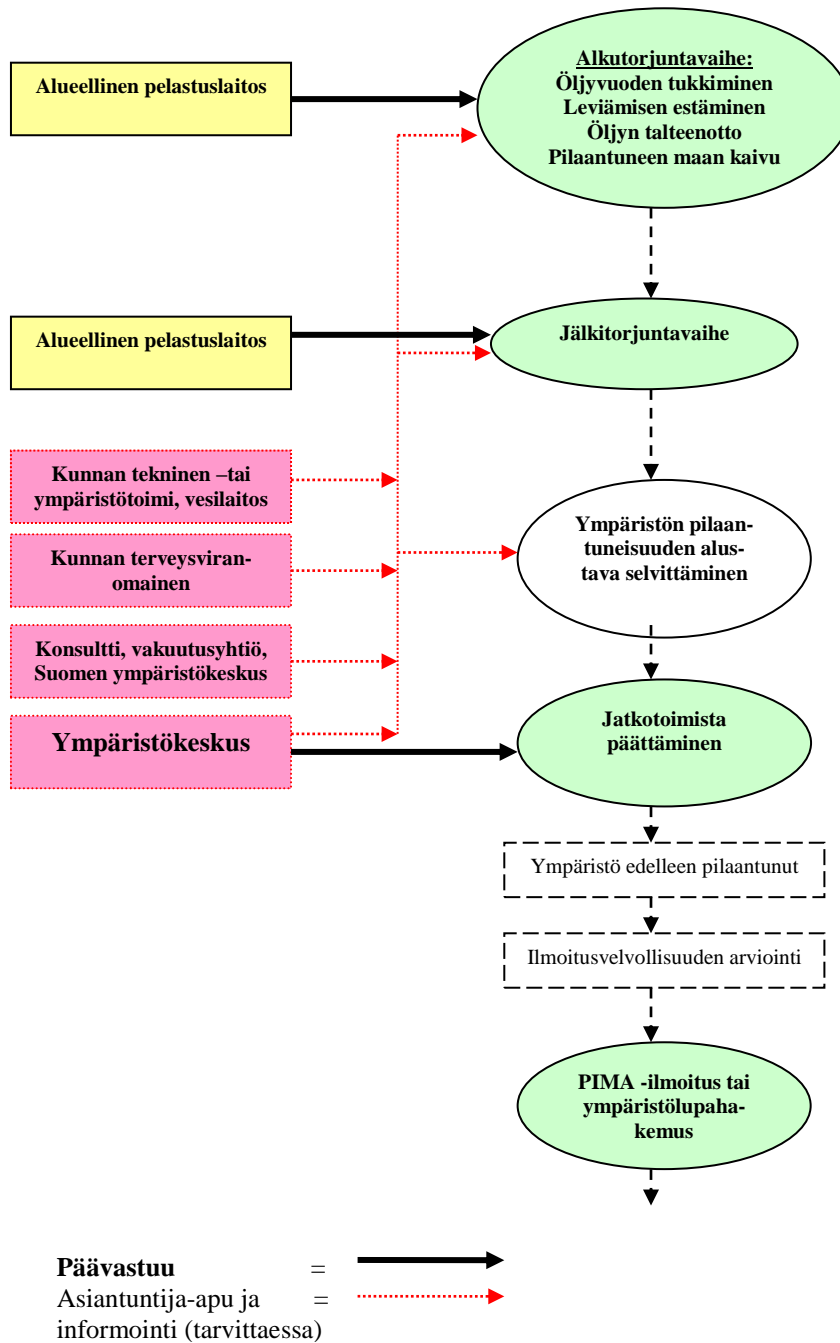 Alueellinen pelastuslaitos
Alkutorjuntavaihe:
Öljyvuoden tukkiminen
Leviämisen estäminen
Öljyn talteenotto
Pilaantuneen maan kaivu
Alueellinen pelastuslaitos
Jälkitorjuntavaihe
Kunnan tekninen –tai
ympäristötoimi, vesilaitos
Kunnan terveysviran-
omainen
Konsultti, vakuutusyhtiö,
Suomen ympäristökeskus
Ympäristökeskus
Ympäristön pilaan-
tuneisuuden alus-
tava selvittäminen
Jatkotoimista
päättäminen
Ympäristö edelleen pilaantunut
Ilmoitusvelvollisuuden arviointi
PIMA -ilmoitus tai
ympäristölupaha-
kemus
Päävastuu =
Asiantuntija-apu ja =
informointi (tarvittaessa)